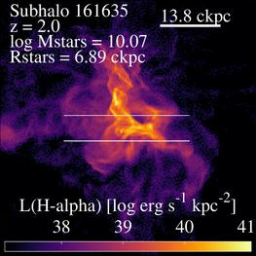 Subhalo 161635
13.8 ckpc
z = 2.0
log Mstars = 10.07
Rstars = 6.89 ckpc
L(H-alpha) [log erg s⁻¹ kpc⁻²]
38 39 40 41